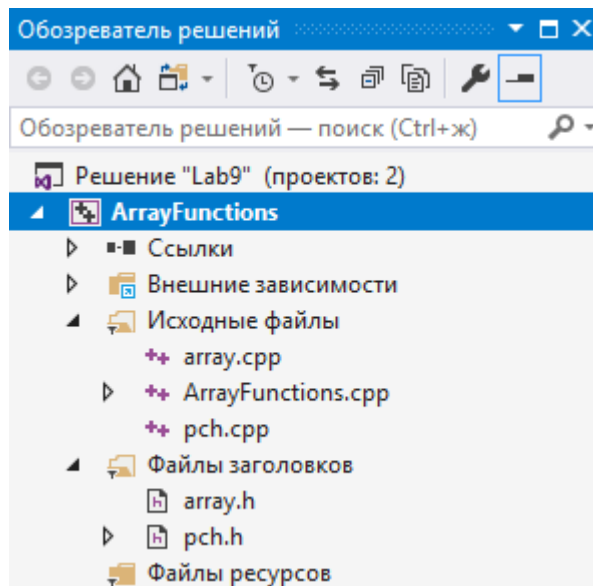 Обозреватель решений
Обозреватель решений — поиск (Ctrl+ж)
Решение "Lab9" (проектов: 2)
ArrayFunctions
Ссылки
Внешние зависимости
Исходные файлы
array.cpp
ArrayFunctions.cpp
pch.cpp
Файлы заголовков
array.h
pch.h
Файлы ресурсов